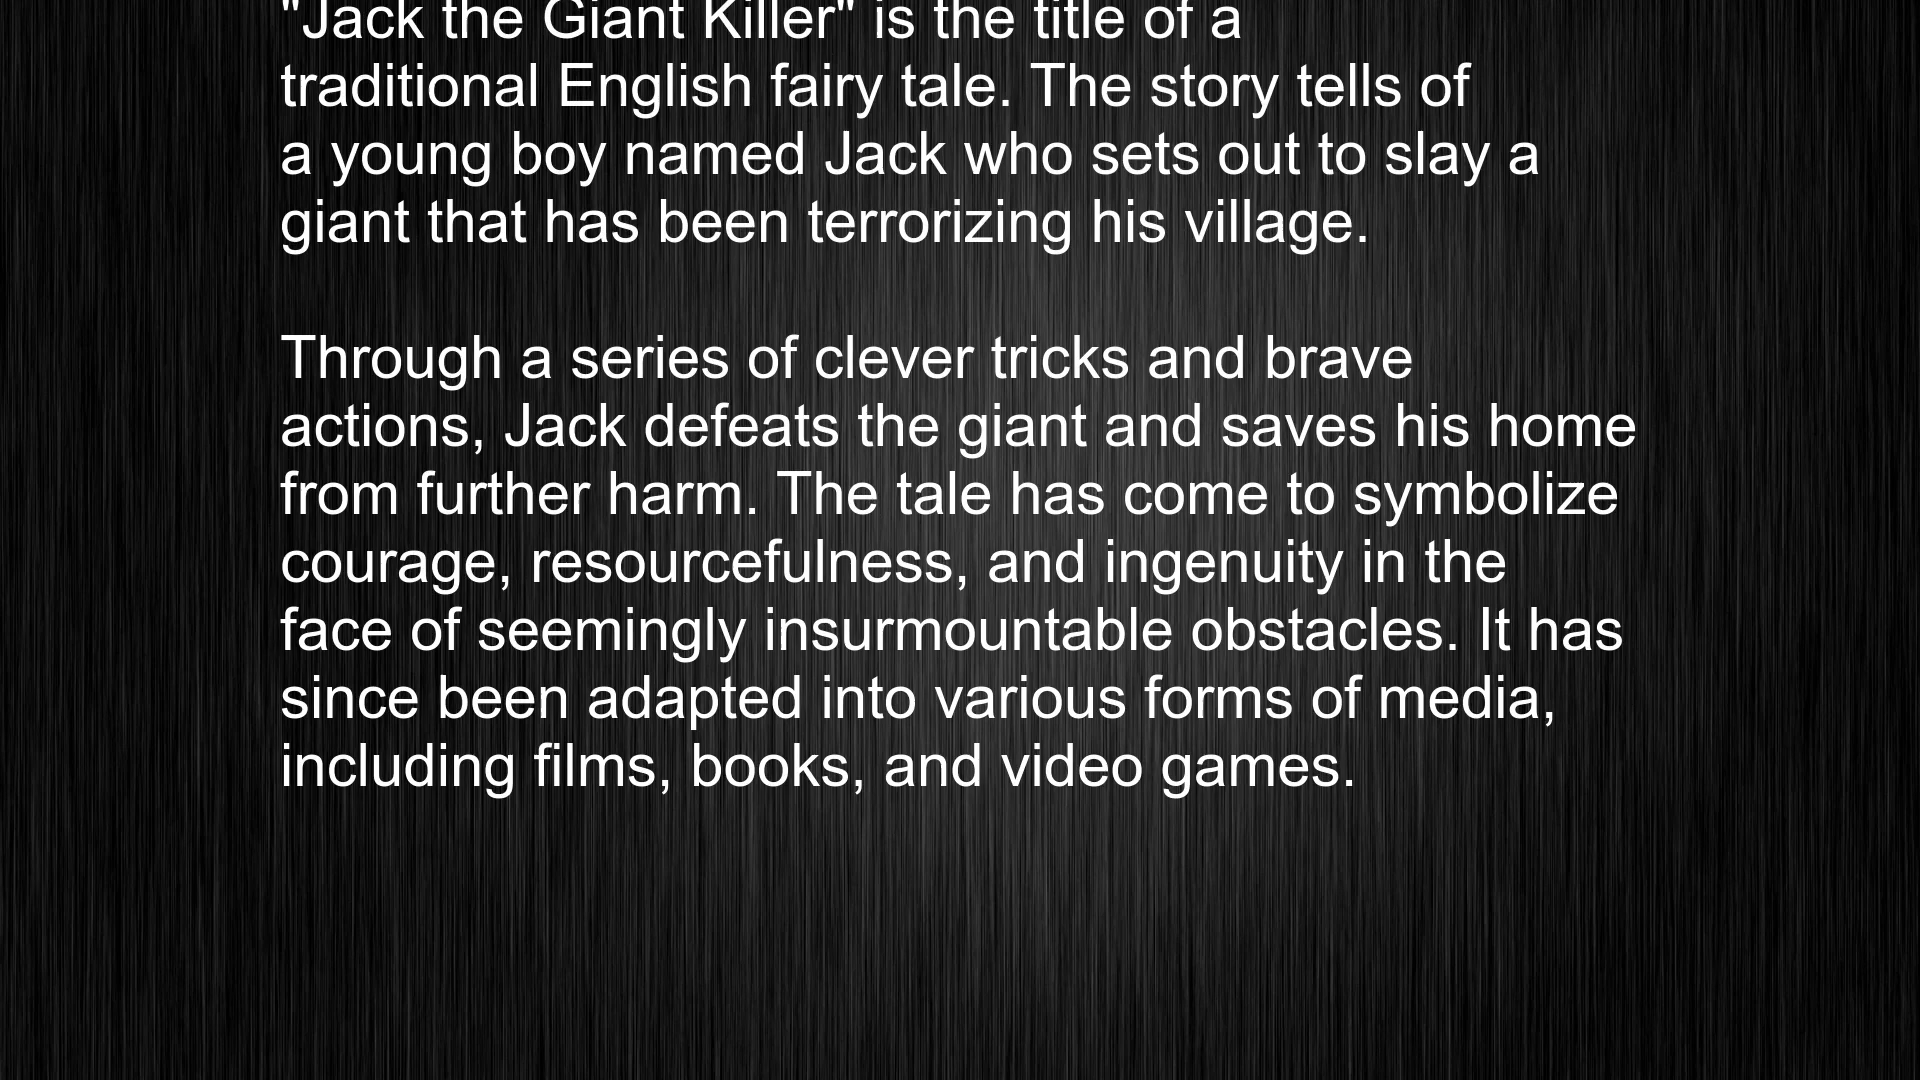 "Jack the Giant Killer" is the title of a
traditional English fairy tale. The story tells of
a young boy named Jack who sets out to slay a
giant that has been terrorizing his village.
Through a series of clever tricks and brave
actions, Jack defeats the giant and saves his home
from further harm. The tale has come to symbolize
courage, resourcefulness, and ingenuity in the
face of seemingly insurmountable obstacles. It has
since been adapted into various forms of media,
including films, books, and video games.